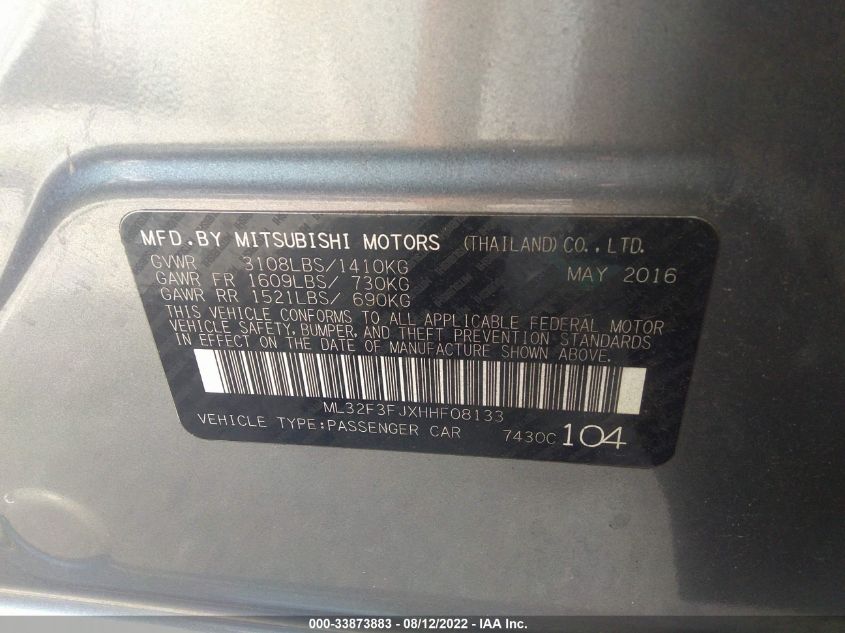 MFD.BY MITSUBISHI MOTORS (THAILAND)CO.,LTD.
GVWR 3108LBS/1410KG MAY 2016
GAWR FR 1609LBS/ 730KG
GAWR RR 1521LBS/ 690KG
THIS VEHICLE CONFORMS TO ALL APPLICABLE FEDERAL MOTOR
VEHICLE SAFETY, BUMPER, AND THEFT PREVENTION STANDARDS
IN EFFECT ON THE DATE OF MANUFACTURE SHOWN ABOVE.
ML32F3FJXHHF08133
VEHICLE TYPE:PASSENGER CAR 7430C 104
000-33873883 - 08/12/2022 - IAA Inc.